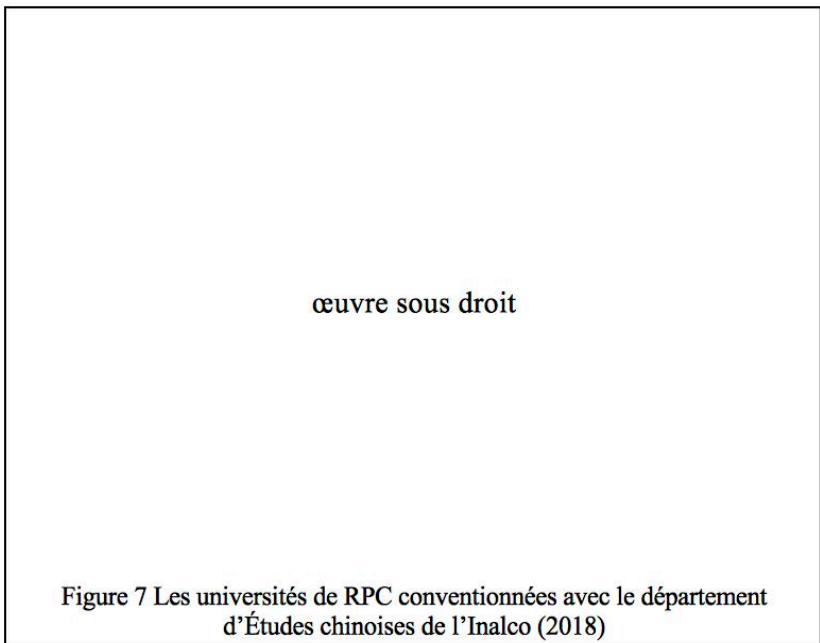 œuvre sous droit
Figure 7 Les universités de RPC conventionnées avec le département
d’Études chinoises de l’Inalco (2018)